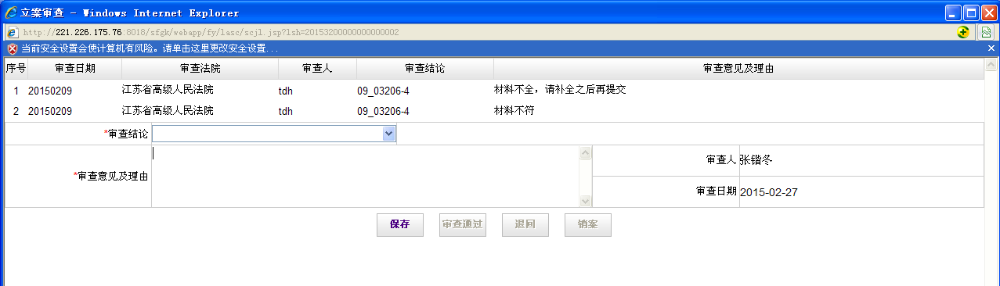 立案审查 - Windows Internet Explorer
http://221.226.175.76:8018/sfgk/webapp/fy/lasc/scjl.jsp?lsh=20153200000000000002
当前安全设置会使计算机有风险。请单击这里更改安全设置...
序号 审查日期 审查法院 审查人 审查结论 审查意见及理由
1 20150209 江苏省高级人民法院 tdh 09_03206-4 材料不全，请补全之后再提交
2 20150209 江苏省高级人民法院 tdh 09_03206-4 材料不符
*审查结论
*审查意见及理由
审查人 张锴冬
审查日期 2015-02-27
保存 审查通过 退回 销案